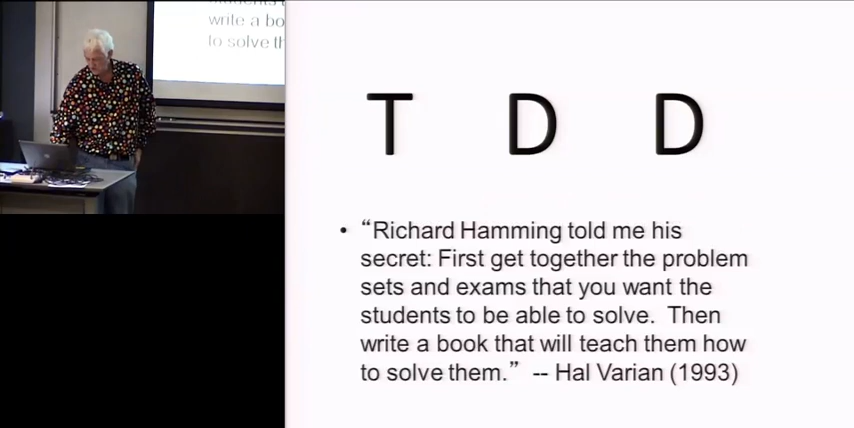 write a bo
to solve th
T D D
• “Richard Hamming told me his
secret: First get together the problem
sets and exams that you want the
students to be able to solve. Then
write a book that will teach them how
to solve them.” -- Hal Varian (1993)